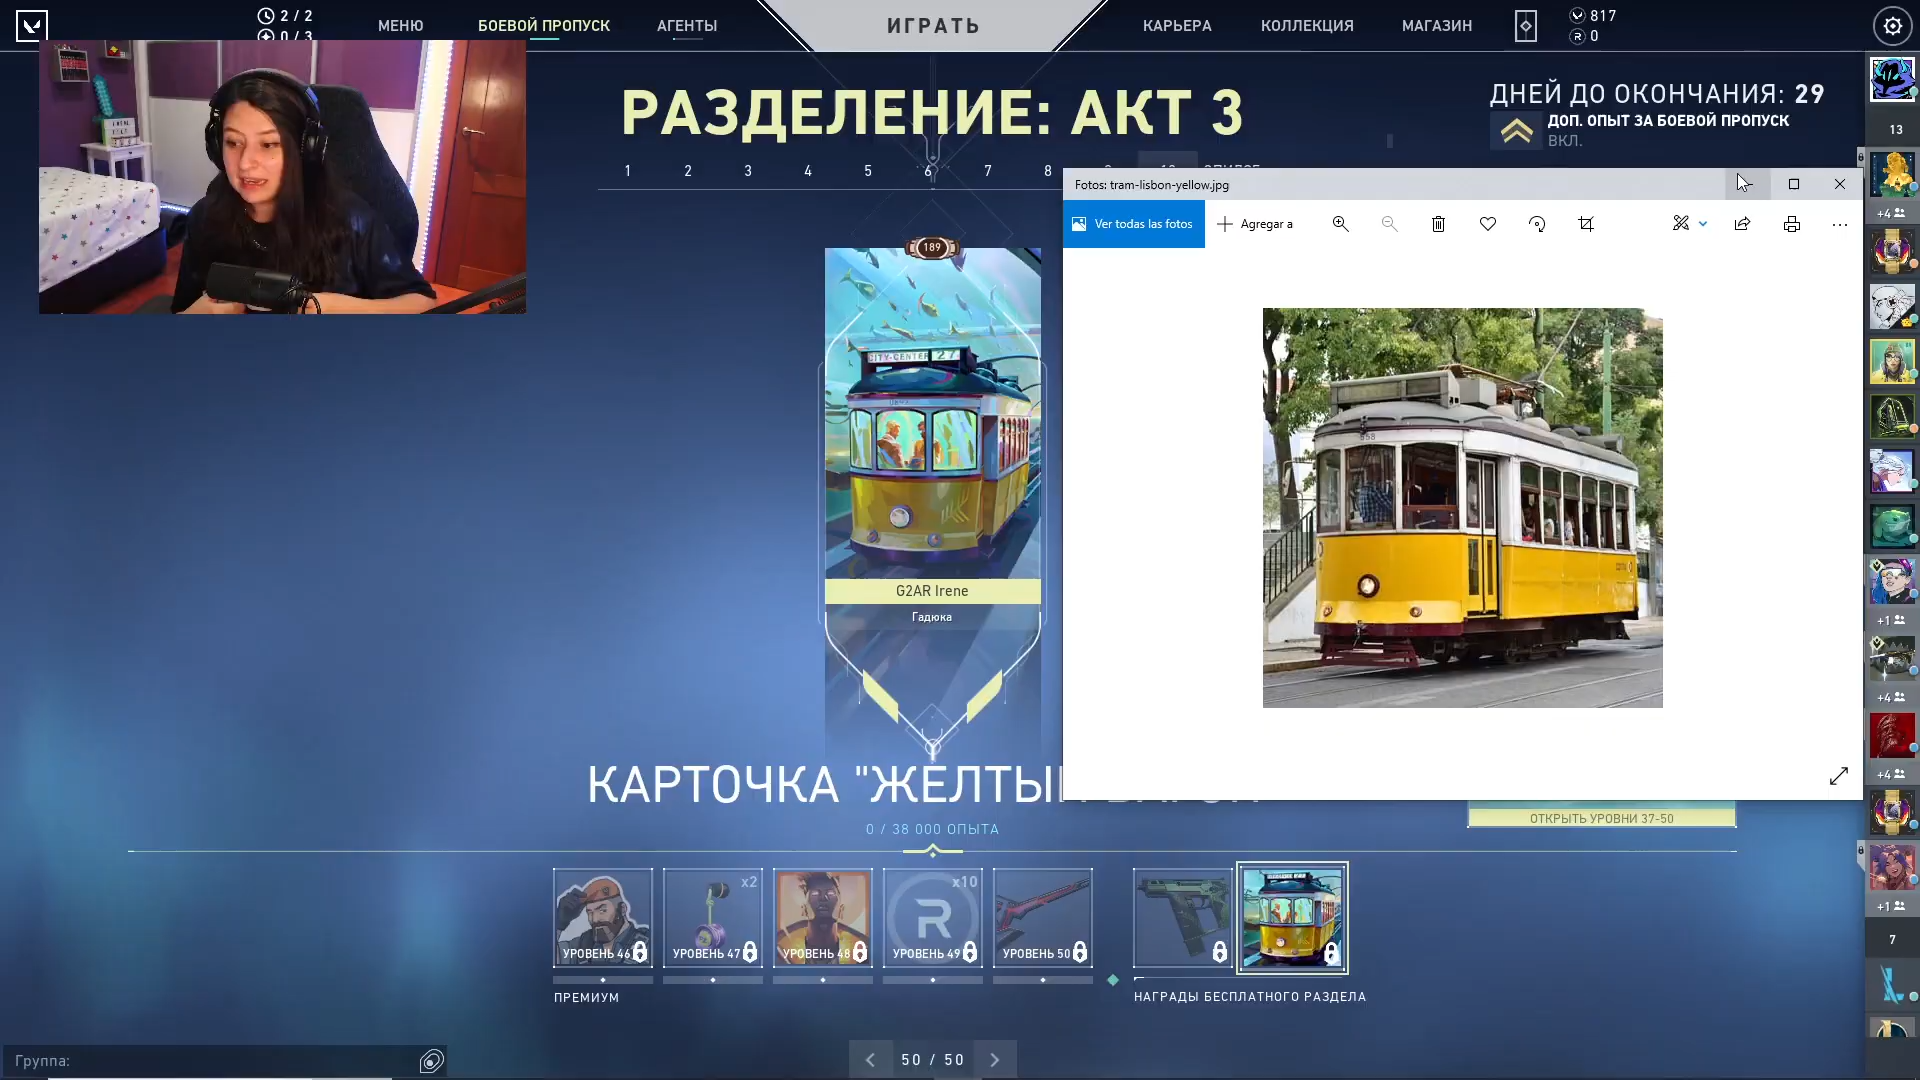 2 / 2
0 / 3
МЕНЮ
БОЕВОЙ ПРОПУСК
АГЕНТЫ
ИГРАТЬ
КАРЬЕРА
КОЛЛЕКЦИЯ
МАГАЗИН
817
0
РАЗДЕЛЕНИЕ: АКТ 3
ДНЕЙ ДО ОКОНЧАНИЯ: 29
ДОП. ОПЫТ ЗА БОЕВОЙ ПРОПУСК
ВКЛ.
1 2 3 4 5 6 7 8
Fotos: tram-lisbon-yellow.jpg
Ver todas las fotos
Agregar a
189
CITY-CENTER 27
G2AR Irene
Гадюка
558
КАРТОЧКА "ЖЕЛТЫ
0 / 38 000 ОПЫТА
ОТКРЫТЬ УРОВНИ 37-50
x2
x10
УРОВЕНЬ 46
УРОВЕНЬ 47
УРОВЕНЬ 48
УРОВЕНЬ 49
УРОВЕНЬ 50
ПРЕМИУМ
НАГРАДЫ БЕСПЛАТНОГО РАЗДЕЛА
Группа:
50 / 50
13
+4
+1
+4
+4
+1
7